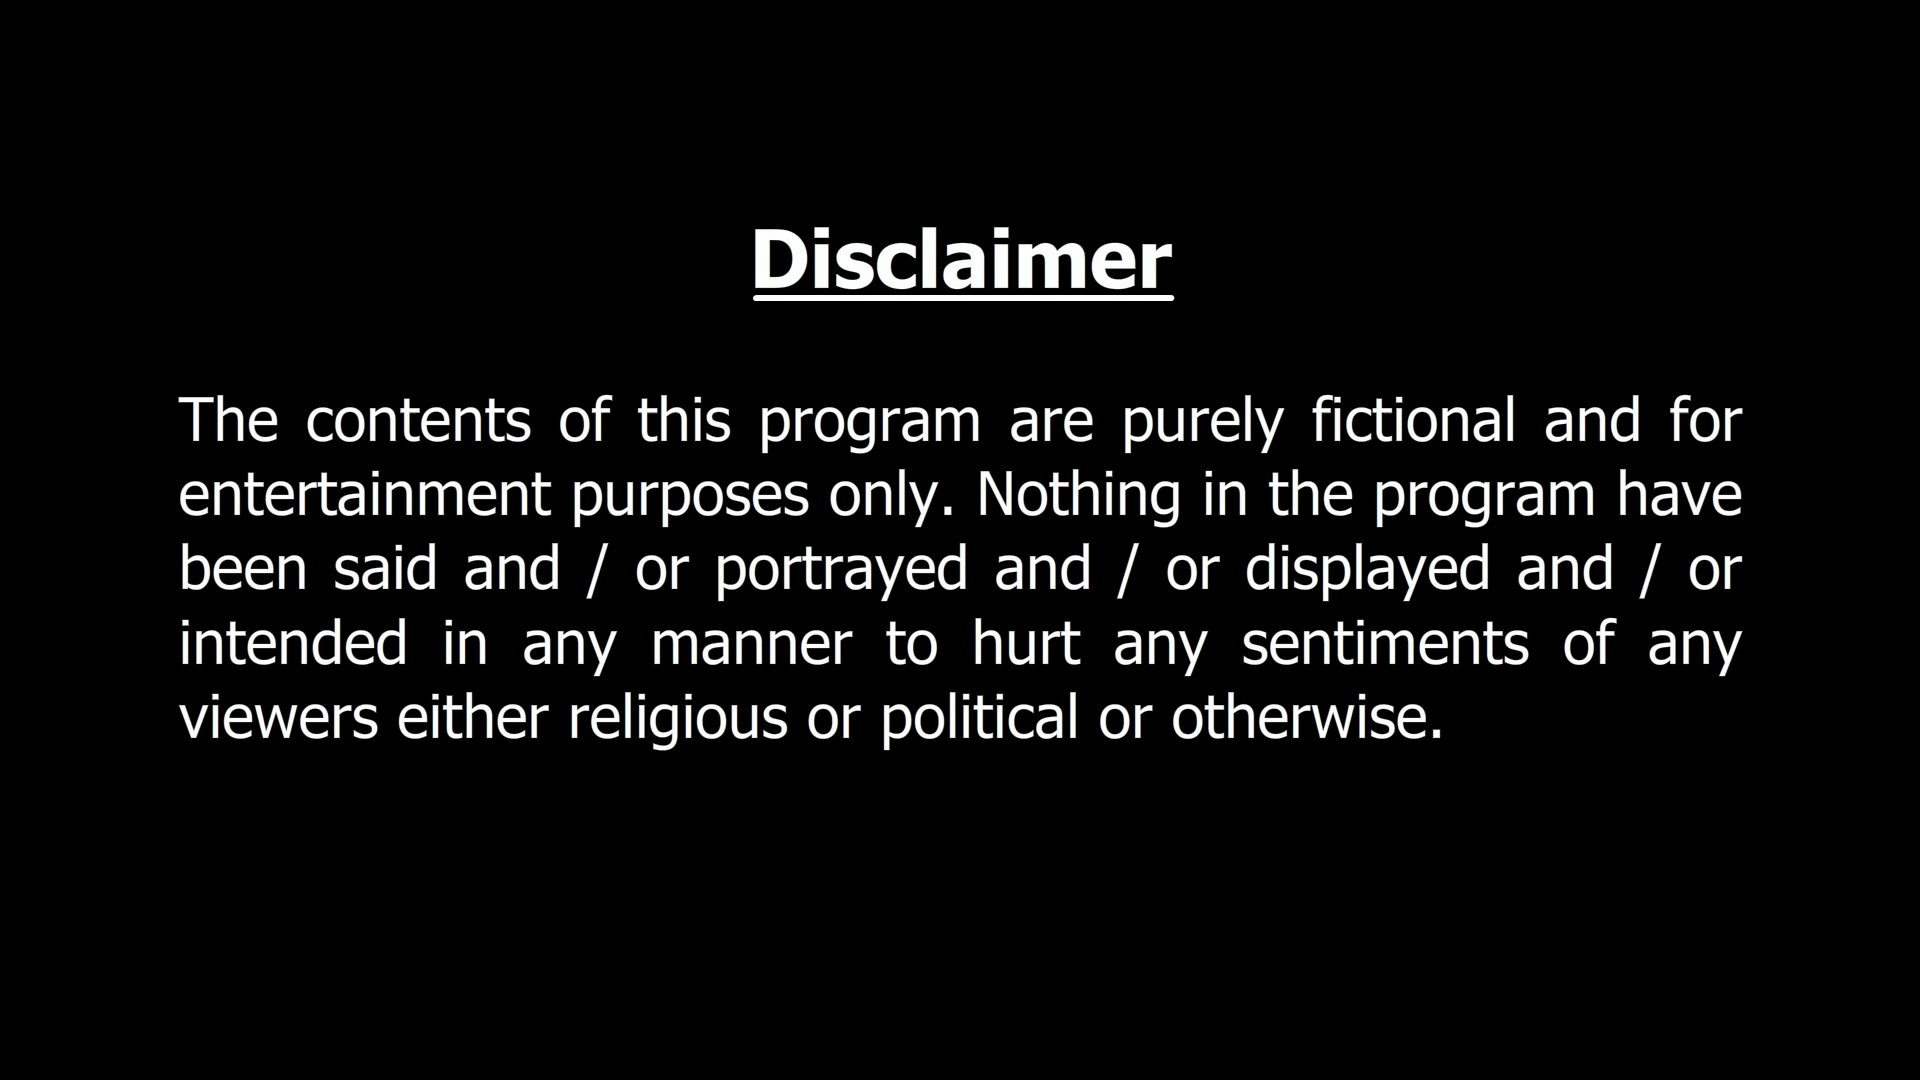 Disclaimer
The contents of this program are purely fictional and for
entertainment purposes only. Nothing in the program have
been said and / or portrayed and / or displayed and / or
intended in any manner to hurt any sentiments of any
viewers either religious or political or otherwise.